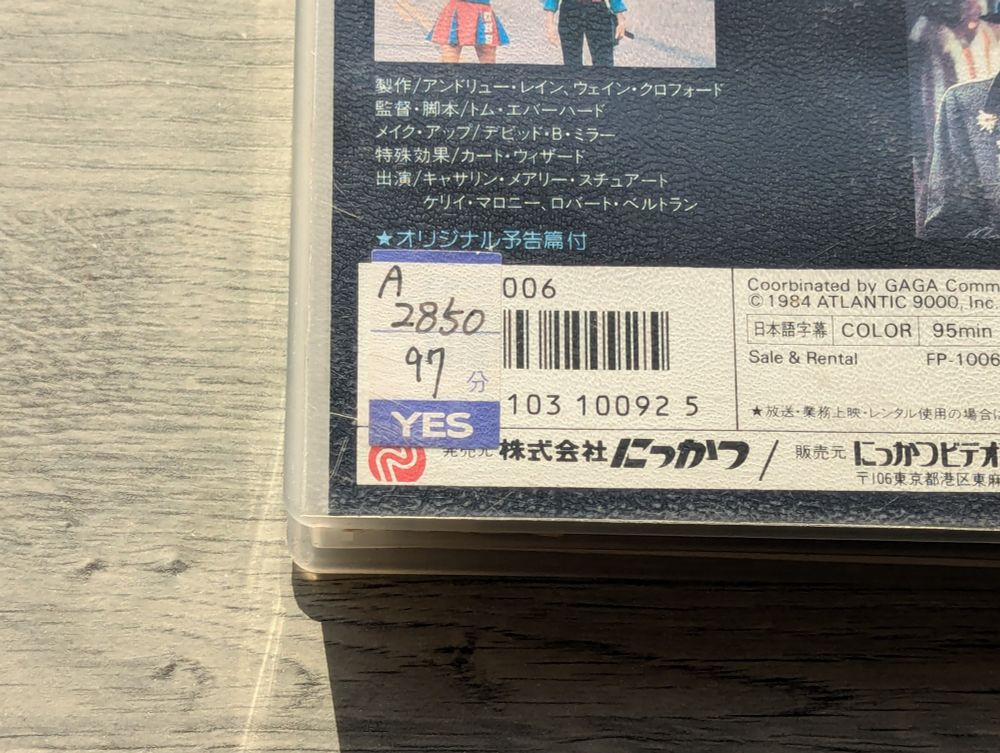 製作/アンドリュー・レイン、ウェイン・クロフォード
監督・脚本/トム・エバーハード
メイク・アップ/デビッド・B・ミラー
特殊効果/カート・ウィザード
出演/キャサリン・メアリー・スチュアート
ケリイ・マロニー、ロバート・ベルトラン
★オリジナル予告篇付
A
2850
97分
YES
006
103 10092 5
Coorbinated by GAGA Comm
© 1984 ATLANTIC 9000, Inc.
日本語字幕 COLOR 95min
Sale & Rental FP-1006
★放送・業務上映・レンタル使用の場合に
発売元 株式会社にっかつ / 販売元 にっかつビデオ
〒106東京都港区東麻